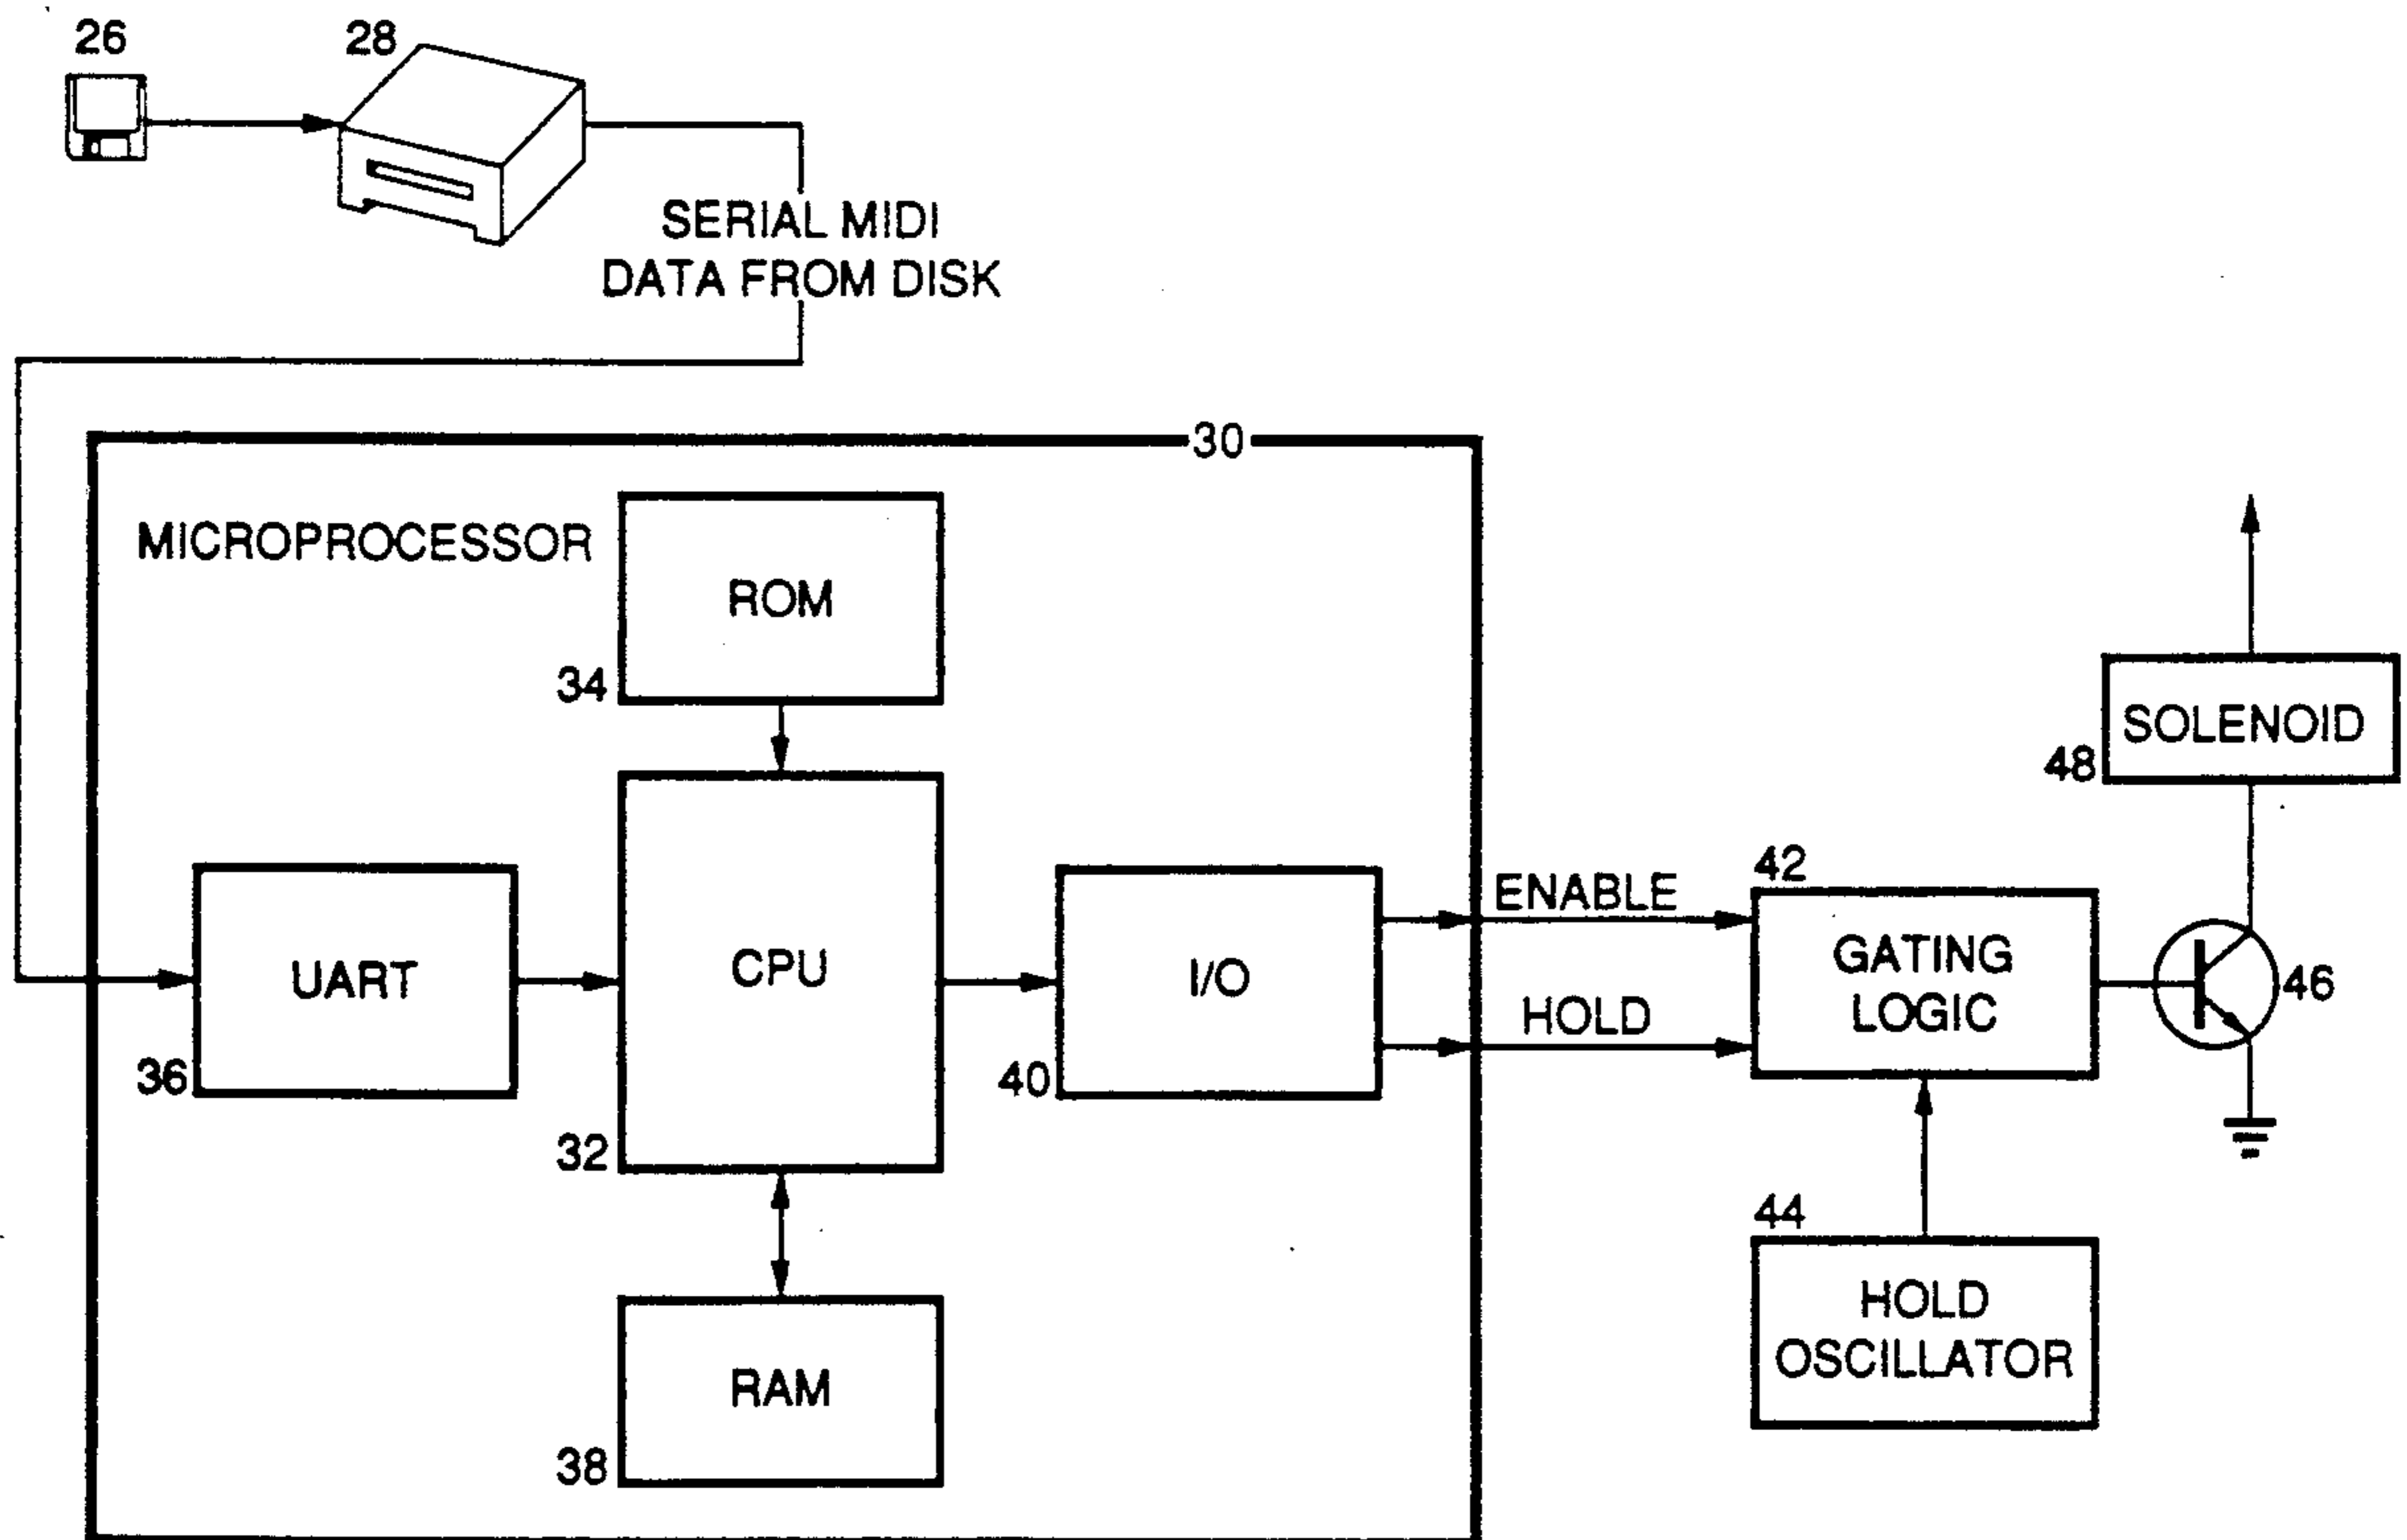 26
28
SERIAL MIDI
DATA FROM DISK
30
MICROPROCESSOR
ROM
34
SOLENOID
48
CPU
32
UART
36
I/O
40
ENABLE
HOLD
42
GATING
LOGIC
46
44
HOLD
OSCILLATOR
RAM
38